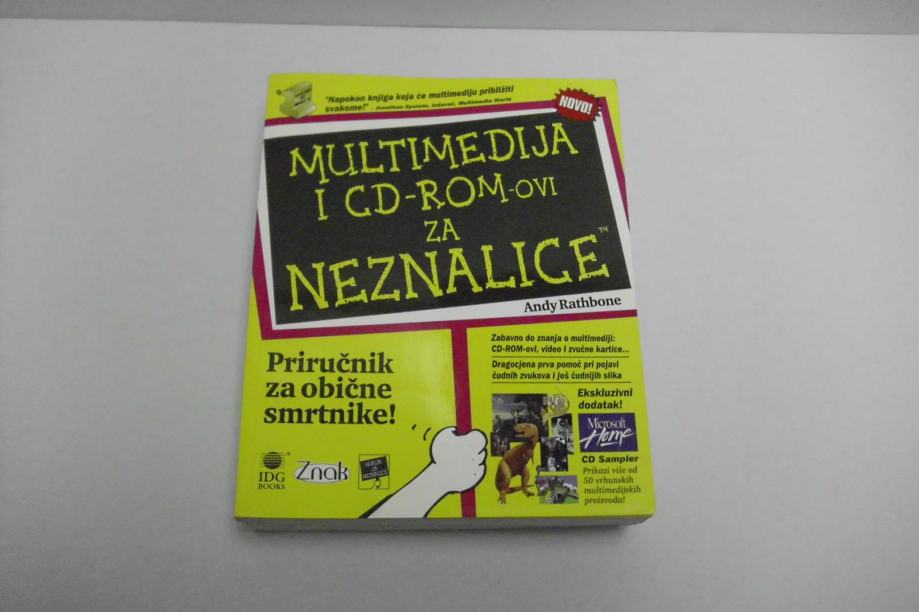 "Napokon knjiga koja će multimediju približiti
svakome!" - Jonathan Epstein, izdavač, Multimedia World
NOVO!
MULTIMEDIJA
I CD-ROM-OVI
ZA
NEZNALICE™
Andy Rathbone
Priručnik
za obične
smrtnike!
Zabavno do znanja o multimediji:
CD-ROM-ovi, video i zvučne kartice...
Dragocjena prva pomoć pri pojavi
čudnih zvukova i još čudnijih slika
Ekskluzivni
dodatak!
Microsoft
Home
CD Sampler
Prikazi više od
50 vrhunskih
multimedijskih
proizvoda!
IDG
BOOKS
®
Znak
ZA
NEZNALICE